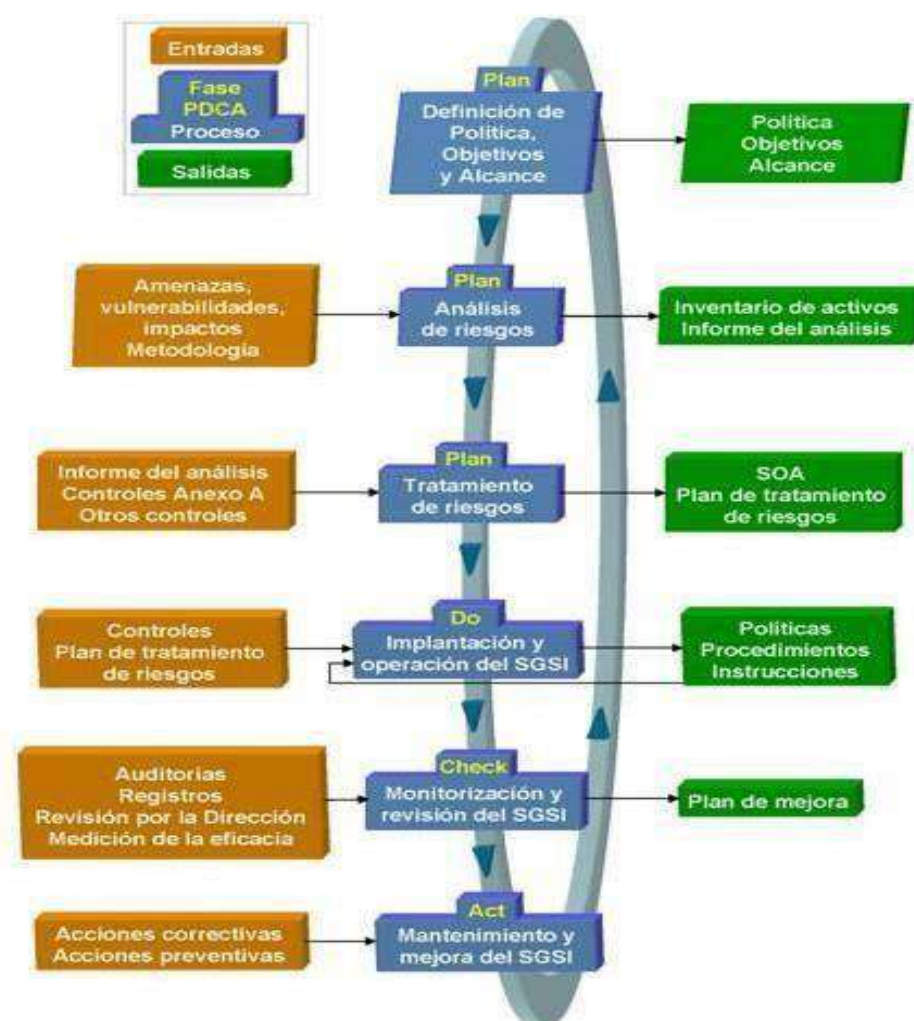 Entradas
Fase
PDCA
Proceso
Salidas
Plan
Definición de
Política,
Objetivos
y Alcance
Política
Objetivos
Alcance
Amenazas,
vulnerabilidades,
impactos
Metodología
Plan
Análisis
de riesgos
Inventario de activos
Informe del análisis
Informe del análisis
Controles Anexo A
Otros controles
Plan
Tratamiento
de riesgos
SOA
Plan de tratamiento
de riesgos
Controles
Plan de tratamiento
de riesgos
Do
Implantación y
operación del SGSI
Políticas
Procedimientos
Instrucciones
Auditorías
Registros
Revisión por la Dirección
Medición de la eficacia
Check
Monitorización y
revisión del SGSI
Plan de mejora
Acciones correctivas
Acciones preventivas
Act
Mantenimiento y
mejora del SGSI